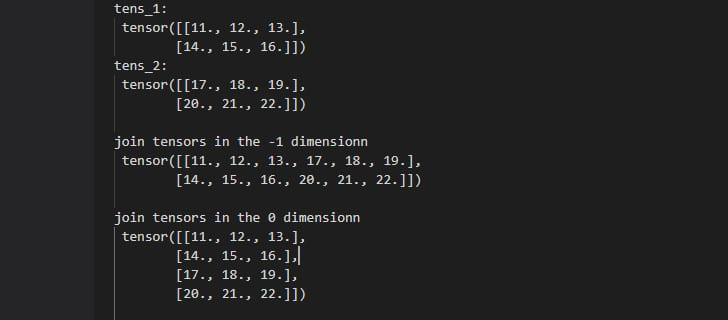 tens_1:
tensor([[11., 12., 13.],
[14., 15., 16.]])
tens_2:
tensor([[17., 18., 19.],
[20., 21., 22.]])
join tensors in the -1 dimensionn
tensor([[11., 12., 13., 17., 18., 19.],
[14., 15., 16., 20., 21., 22.]])
join tensors in the 0 dimensionn
tensor([[11., 12., 13.],
[14., 15., 16.],
[17., 18., 19.],
[20., 21., 22.]])